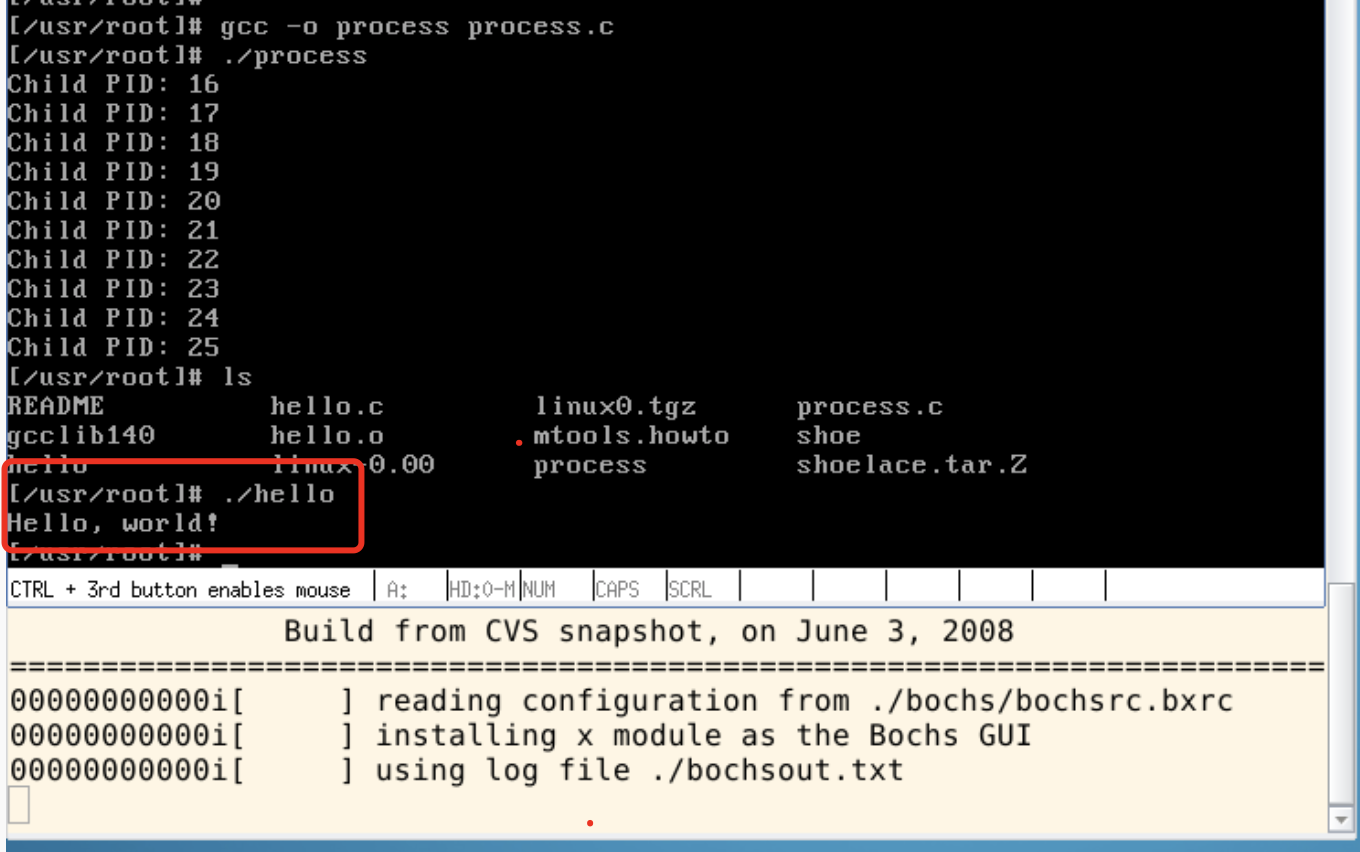 [/usr/root]# gcc -o process process.c
[/usr/root]# ./process
Child PID: 16
Child PID: 17
Child PID: 18
Child PID: 19
Child PID: 20
Child PID: 21
Child PID: 22
Child PID: 23
Child PID: 24
Child PID: 25
[/usr/root]# ls
README hello.c linux0.tgz process.c
gcclib140 hello.o mtools.howto shoe
hello linux-0.00 process shoelace.tar.Z
[/usr/root]# ./hello
Hello, world!
[/usr/root]# _
CTRL + 3rd button enables mouse A: HD:0-M NUM CAPS SCRL
Build from CVS snapshot, on June 3, 2008
========================================================================
00000000000i[ ] reading configuration from ./bochs/bochsrc.bxrc
00000000000i[ ] installing x module as the Bochs GUI
00000000000i[ ] using log file ./bochsout.txt